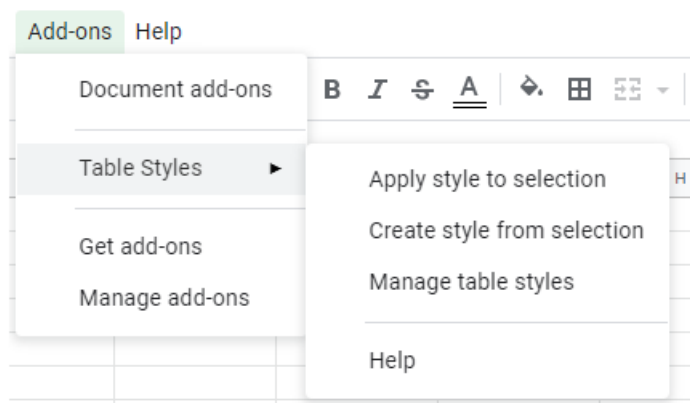 Add-ons Help
Document add-ons
B I S A
Table Styles
Apply style to selection
H
Create style from selection
Get add-ons
Manage table styles
Manage add-ons
Help